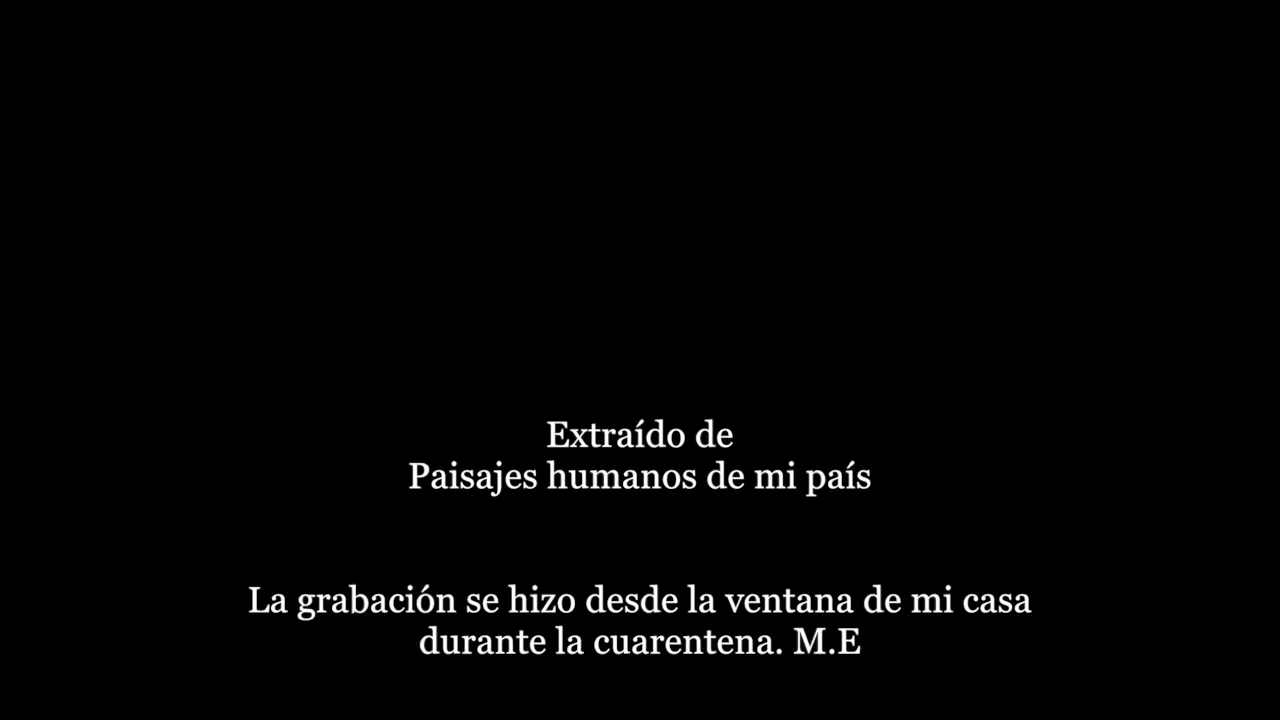 Extraído de
Paisajes humanos de mi país
La grabación se hizo desde la ventana de mi casa
durante la cuarentena. M.E